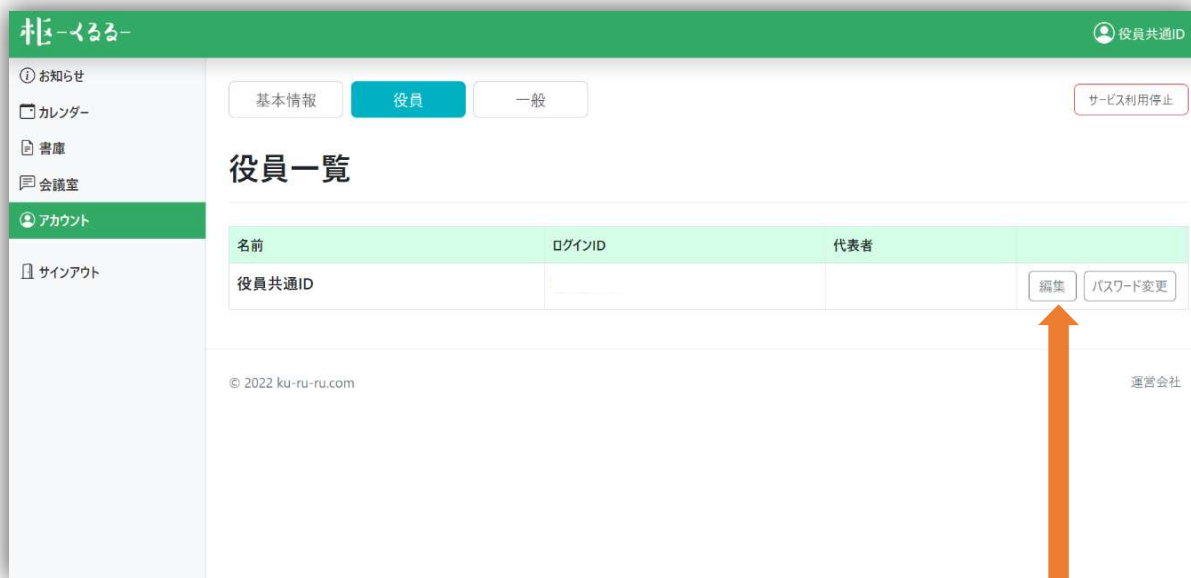 枢-くるる-
役員共通ID
お知らせ
カレンダー
書庫
会議室
アカウント
サインアウト
基本情報 役員 一般
サービス利用停止
役員一覧
名前 ログインID 代表者
役員共通ID 編集 パスワード変更
© 2022 ku-ru-ru.com 運営会社